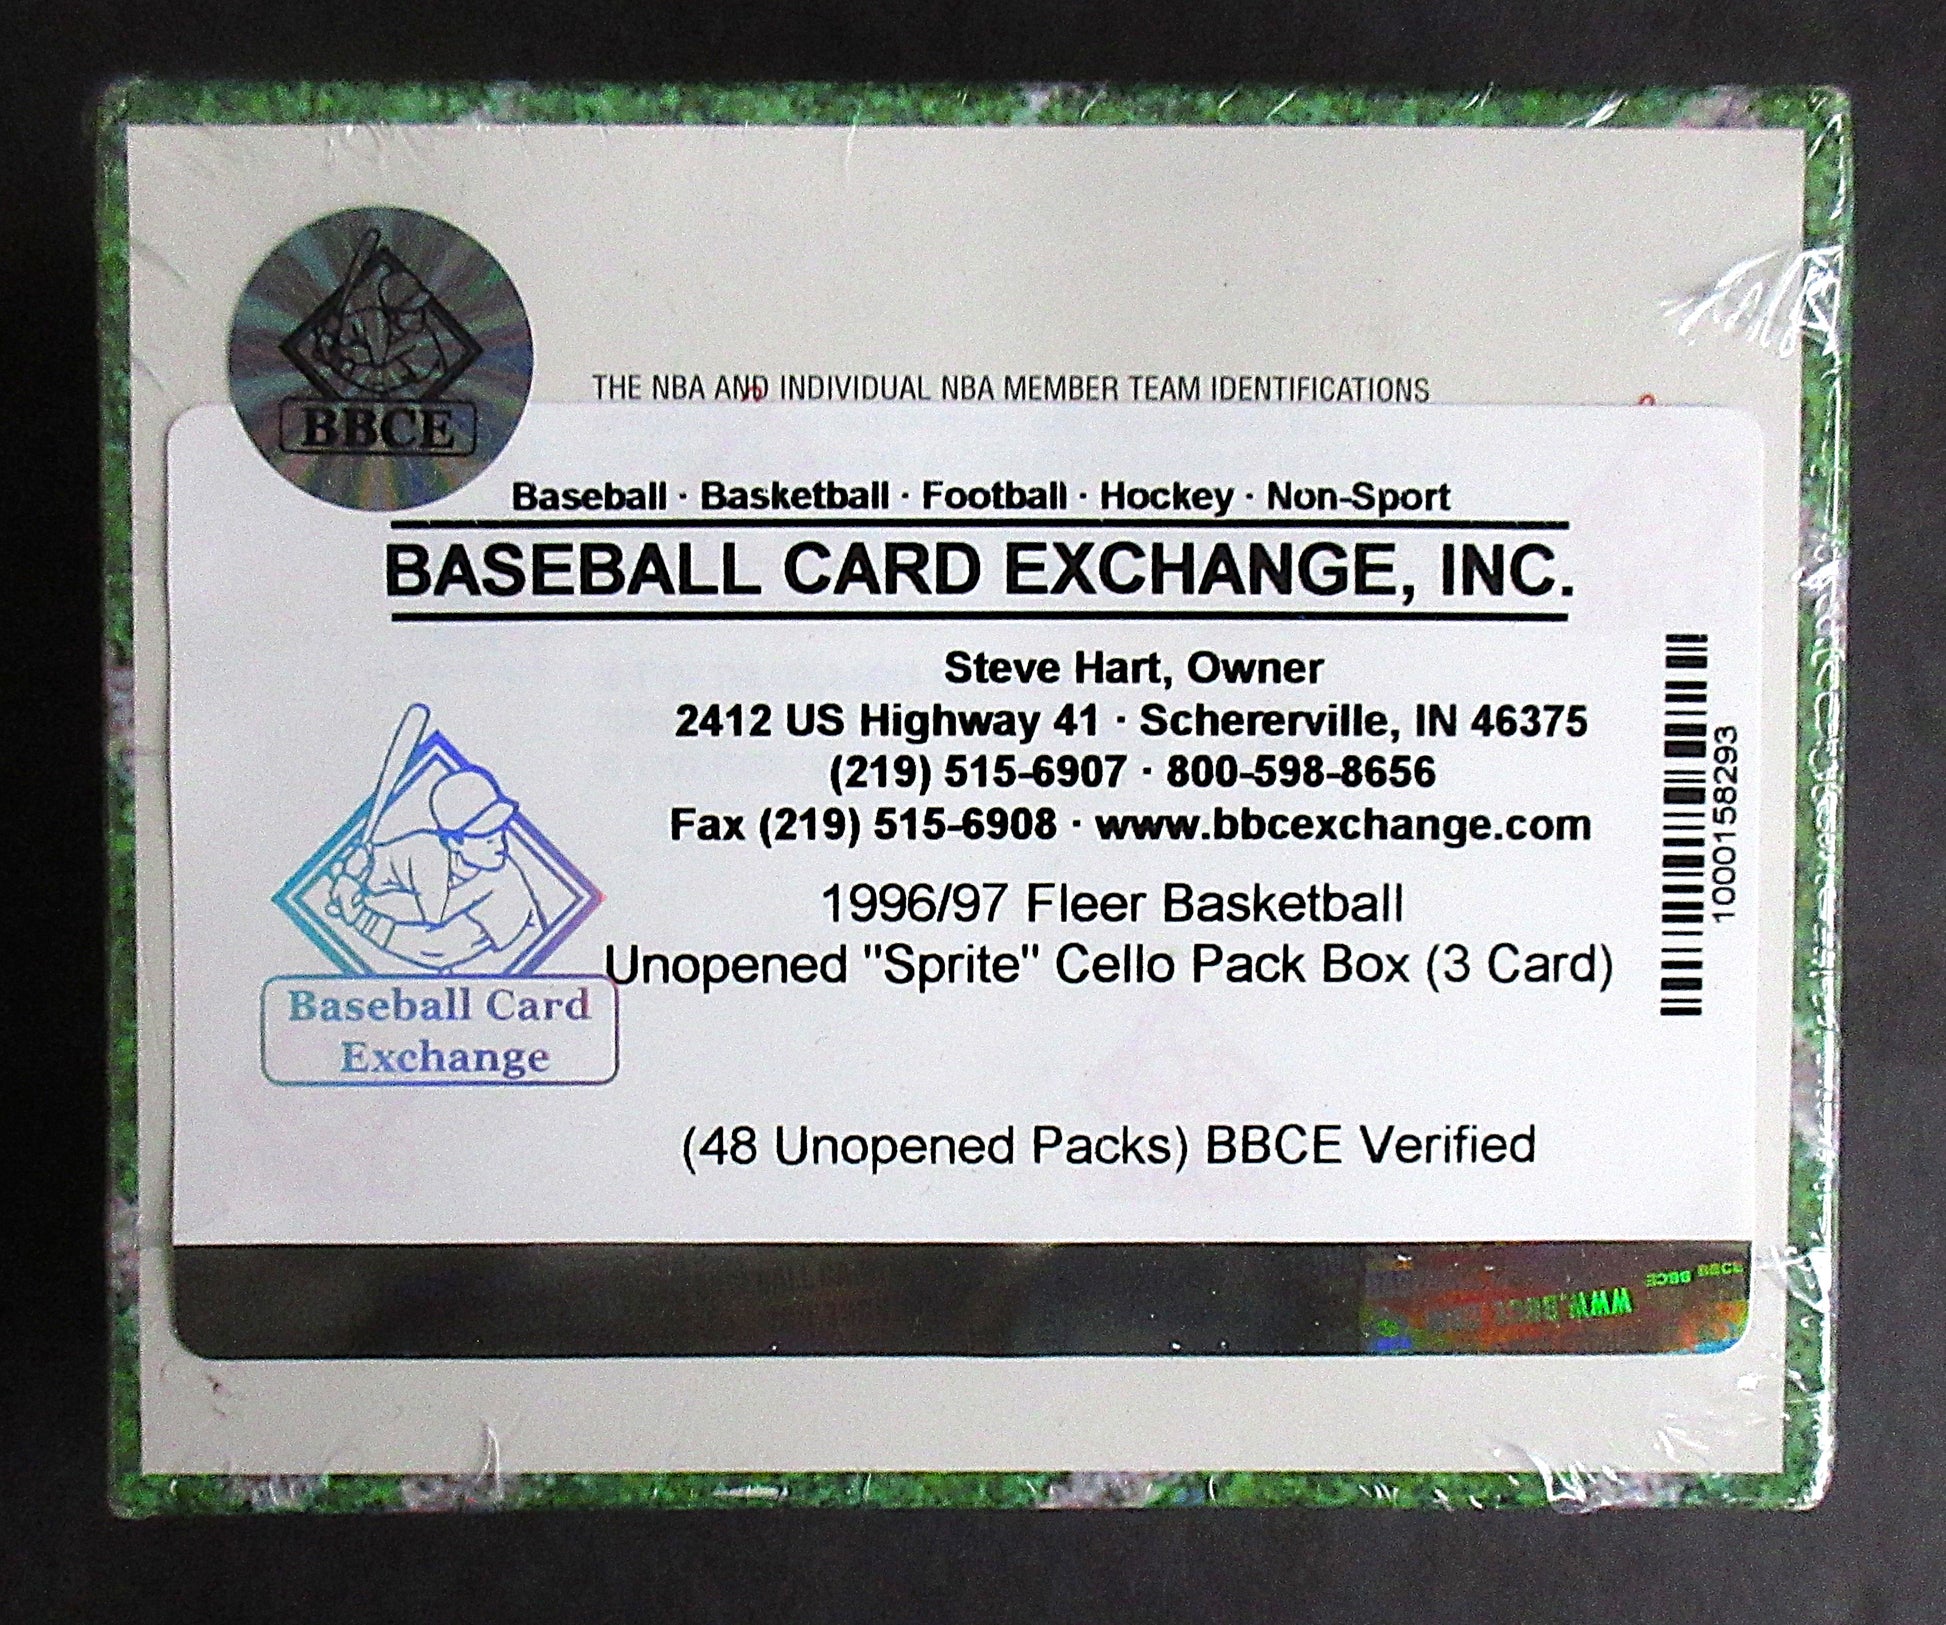 BBCE
THE NBA AND INDIVIDUAL NBA MEMBER TEAM IDENTIFICATIONS
Baseball · Basketball · Football · Hockey · Non-Sport
BASEBALL CARD EXCHANGE, INC.
Steve Hart, Owner
2412 US Highway 41 · Schererville, IN 46375
(219) 515-6907 · 800-598-8656
Fax (219) 515-6908 · www.bbcexchange.com
1996/97 Fleer Basketball
Unopened "Sprite" Cello Pack Box (3 Card)
Baseball Card
Exchange
(48 Unopened Packs) BBCE Verified
1000158293
BBCE BBCE